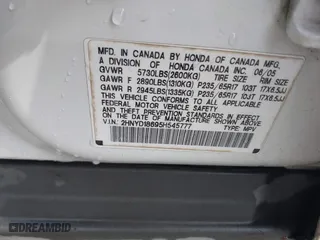 MFD. IN CANADA BY HONDA OF CANADA MFG.
A DIVISION OF HONDA CANADA INC. 06/05
GVWR 5730LBS(2600KG) TIRE SIZE RIM SIZE
GAWR F 2890LBS(1310KG) P235/65R17 103T 17X6.5JJ
GAWR R 2945LBS(1335KG) P235/65R17 103T 17X6.5JJ
THIS VEHICLE CONFORMS TO ALL APPLICABLE
FEDERAL MOTOR VEHICLE SAFETY STANDARDS
IN EFFECT ON THE DATE OF MANUFACTURE SHOWN ABOVE.
V.I.N.: 2HNYD18695H545777 TYPE: MPV
DREAMBID